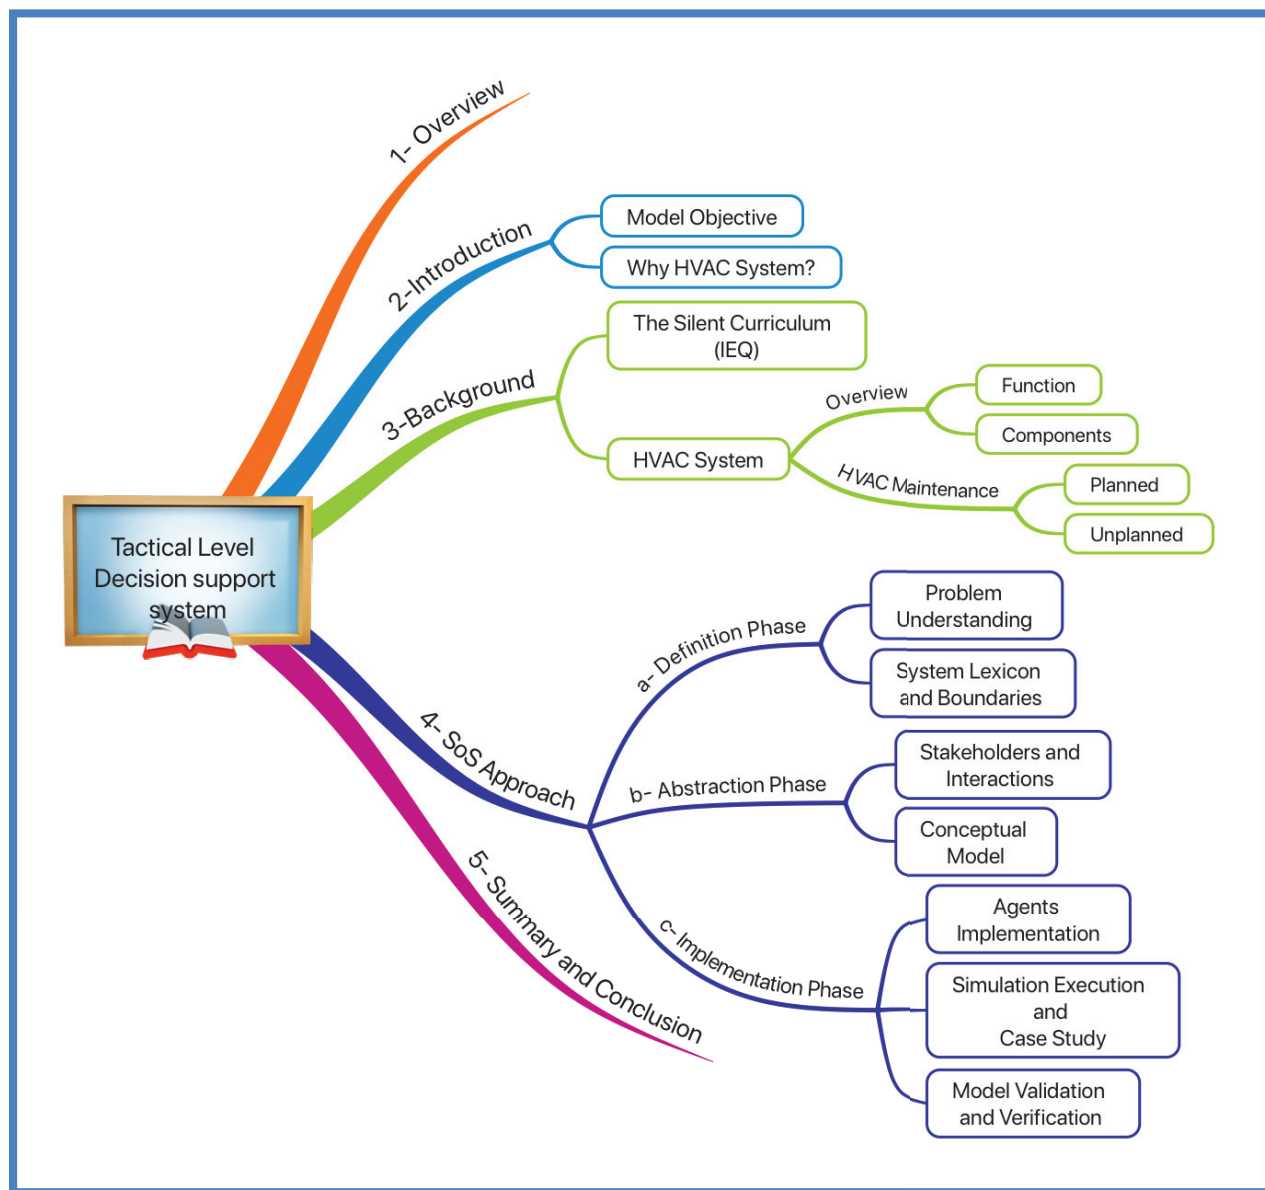 1- Overview
2-Introduction
Model Objective
Why HVAC System?
3-Background
The Silent Curriculum
(IEQ)
HVAC System
Overview
Function
Components
HVAC Maintenance
Planned
Unplanned
Tactical Level
Decision support
system
4- SoS Approach
a- Definition Phase
Problem
Understanding
System Lexicon
and Boundaries
b- Abstraction Phase
Stakeholders and
Interactions
Conceptual
Model
c- Implementation Phase
Agents
Implementation
Simulation Execution
and
Case Study
Model Validation
and Verification
5- Summary and Conclusion